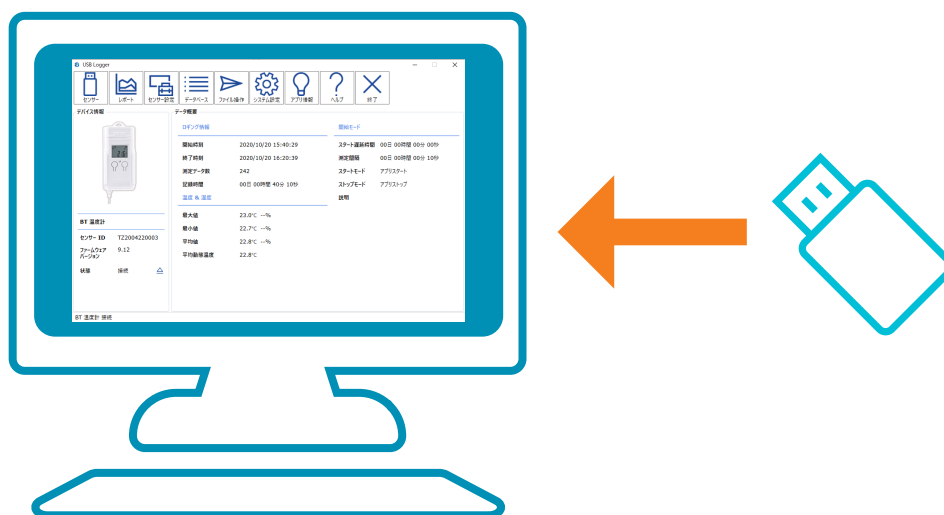 USB Logger
センサー レポート センサー設定 データベース ファイル操作 システム設定 アプリ情報 ヘルプ 終了
デバイス情報
BT 温度計
センサー ID TZ2004220003
ファームウェア バージョン 9.12
状態 接続
データ概要
ロギング情報
開始時刻 2020/10/20 15:40:29
終了時刻 2020/10/20 16:20:39
測定データ数 242
記録時間 00日 00時間 40分 10秒
温度 & 湿度
最大値 23.0℃ --%
最小値 22.7℃ --%
平均値 22.8℃ --%
平均動態温度 22.8℃
開始モード
スタート遅延時間 00日 00時間 00分 00秒
測定間隔 00日 00時間 00分 10秒
スタートモード アプリスタート
ストップモード アプリストップ
説明
BT 温度計 接続